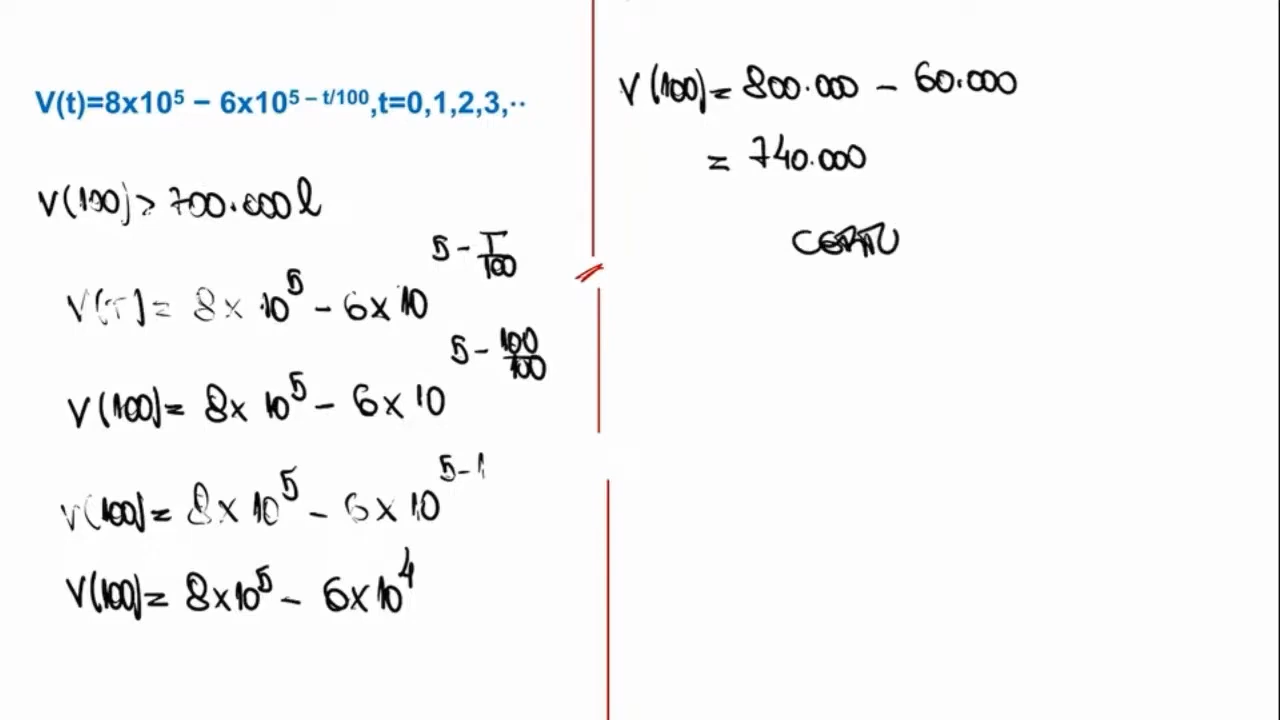 V(t)=8x10⁵ − 6x10⁵ ⁻ ᵗ/¹⁰⁰,t=0,1,2,3,··
V(100) > 700.000 l
V(T) = 8 x 10⁵ - 6 x 10^(5 - T/100)
V(100) = 8 x 10⁵ - 6 x 10^(5 - 100/100)
V(100) = 8 x 10⁵ - 6 x 10^(5 - 1)
V(100) = 8 x 10⁵ - 6 x 10⁴
V(100) = 800.000 - 60.000
= 740.000
CERTO